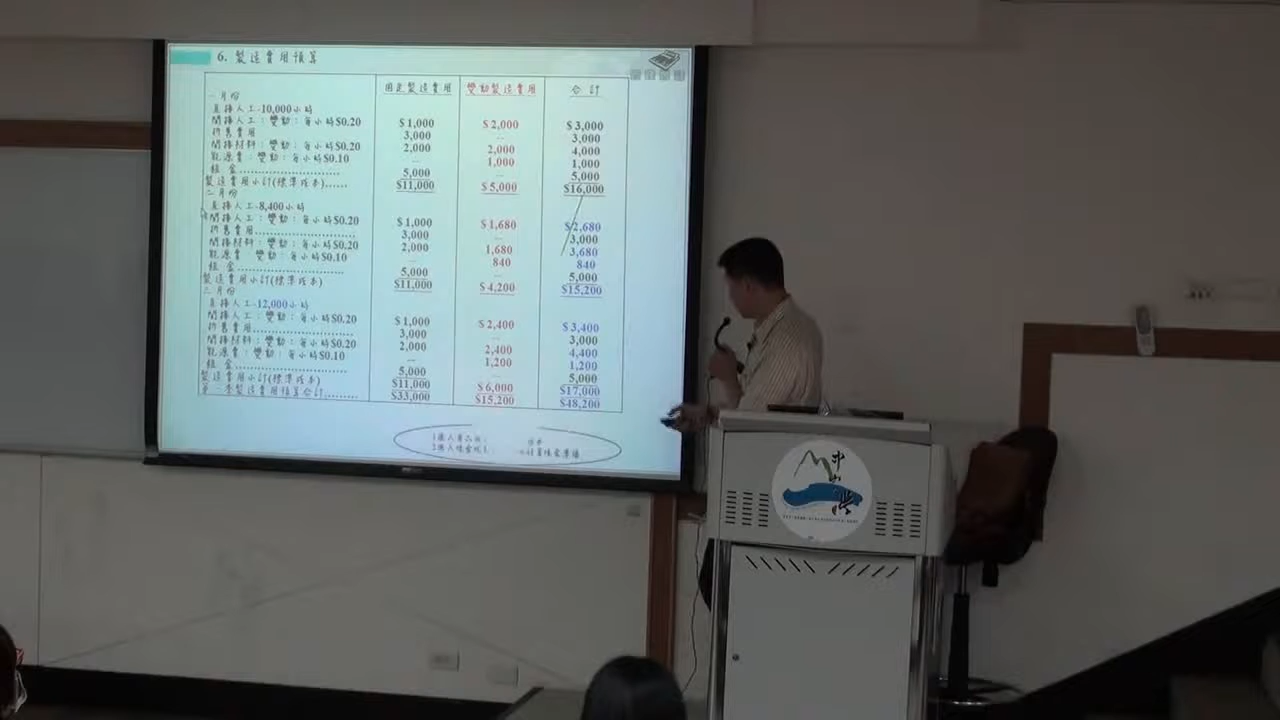 6. 製造費用預算
固定製造費用 變動製造費用 合計
一月份
直接人工-10,000小時
間接人工：變動：每小時$0.20 $1,000 $2,000 $3,000
折舊費用 3,000 — 3,000
間接材料：變動：每小時$0.20 2,000 2,000 4,000
能源費：變動：每小時$0.10 — 1,000 1,000
租金........................ 5,000 — 5,000
製造費用小計(標準成本)...... $11,000 $5,000 $16,000
二月份
直接人工-8,400小時
間接人工：變動：每小時$0.20 $1,000 $1,680 $2,680
折舊費用........................ 3,000 — 3,000
間接材料：變動：每小時$0.20 2,000 1,680 3,680
能源費：變動：每小時$0.10 — 840 840
租金........................ 5,000 — 5,000
製造費用小計(標準成本) $11,000 $4,200 $15,200
三月份
直接人工-12,000小時
間接人工：變動：每小時$0.20 $1,000 $2,400 $3,400
折舊費用........................ 3,000 — 3,000
間接材料：變動：每小時$0.20 2,000 2,400 4,400
能源費：變動：每小時$0.10 — 1,200 1,200
租金........................ 5,000 — 5,000
製造費用小計(標準成本) $11,000 $6,000 $17,000
第一季製造費用預算合計........ $33,000 $15,200 $48,200
中山